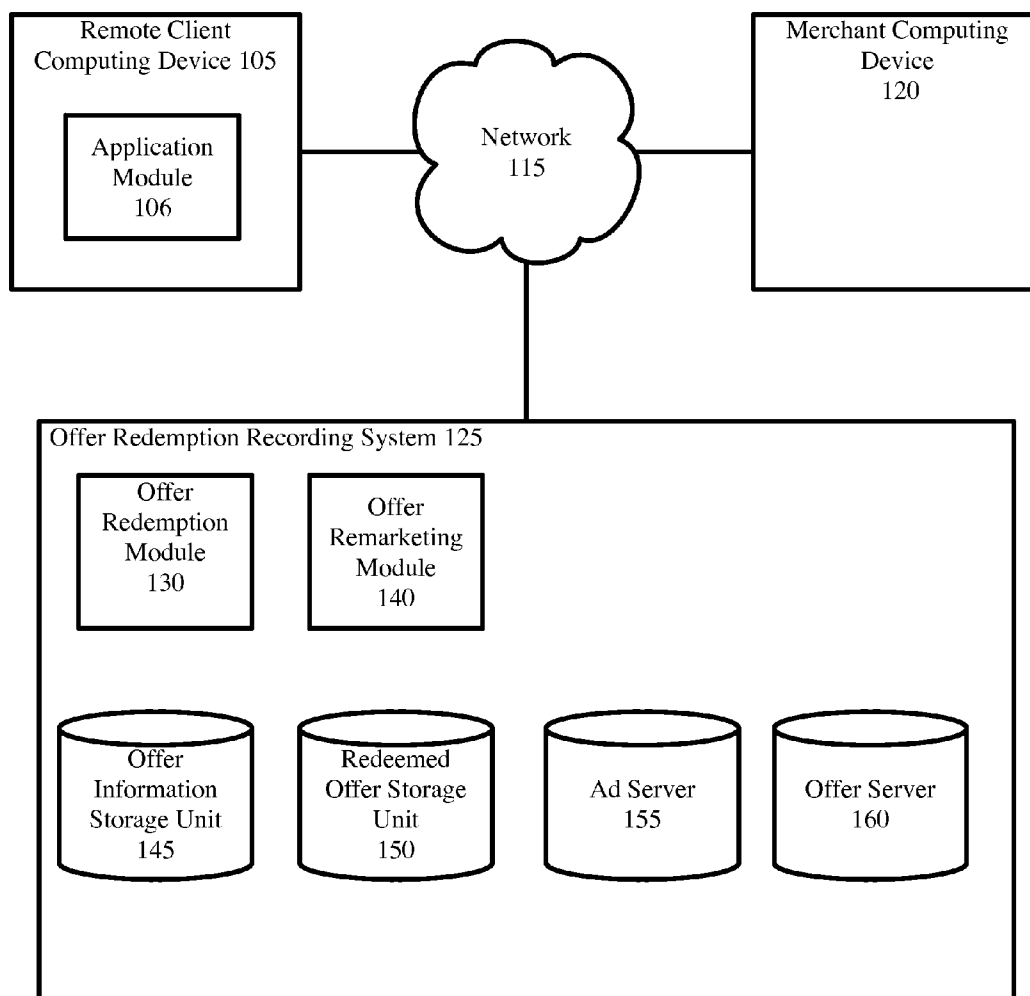 Remote Client
Computing Device 105
Application
Module
106
Network
115
Merchant Computing
Device
120
Offer Redemption Recording System 125
Offer
Redemption
Module
130
Offer
Remarketing
Module
140
Offer
Information
Storage Unit
145
Redeemed
Offer Storage
Unit
150
Ad Server
155
Offer Server
160